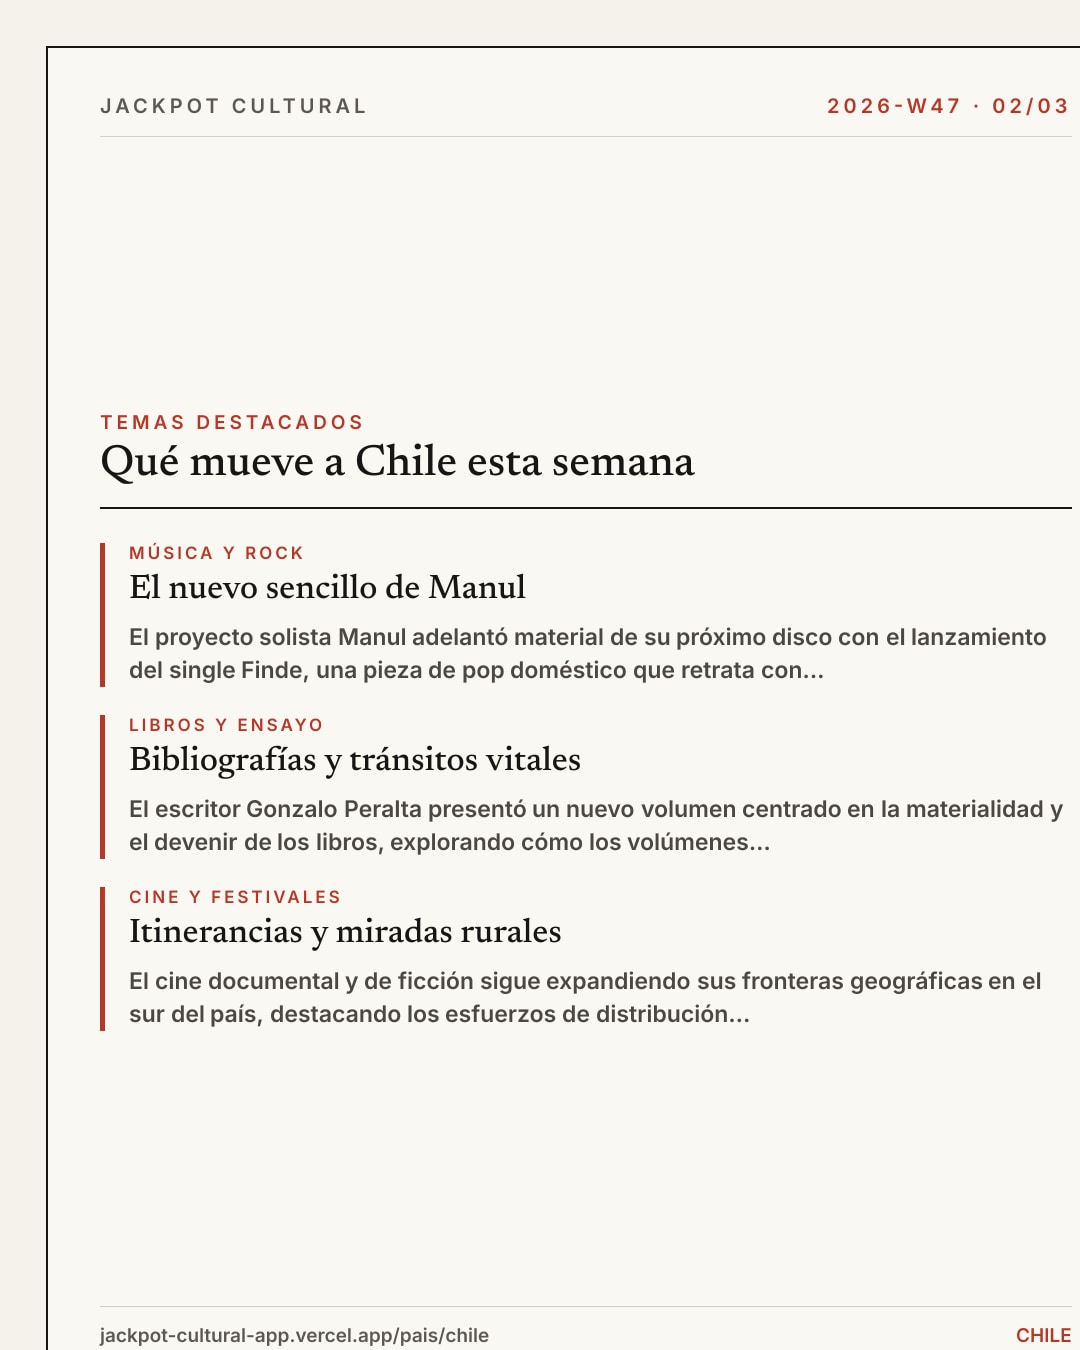 JACKPOT CULTURAL
2026-W47 · 02/03
TEMAS DESTACADOS
Qué mueve a Chile esta semana
MÚSICA Y ROCK
El nuevo sencillo de Manul
El proyecto solista Manul adelantó material de su próximo disco con el lanzamiento
del single Finde, una pieza de pop doméstico que retrata con...
LIBROS Y ENSAYO
Bibliografías y tránsitos vitales
El escritor Gonzalo Peralta presentó un nuevo volumen centrado en la materialidad y
el devenir de los libros, explorando cómo los volúmenes...
CINE Y FESTIVALES
Itinerancias y miradas rurales
El cine documental y de ficción sigue expandiendo sus fronteras geográficas en el
sur del país, destacando los esfuerzos de distribución...
jackpot-cultural-app.vercel.app/pais/chile
CHILE